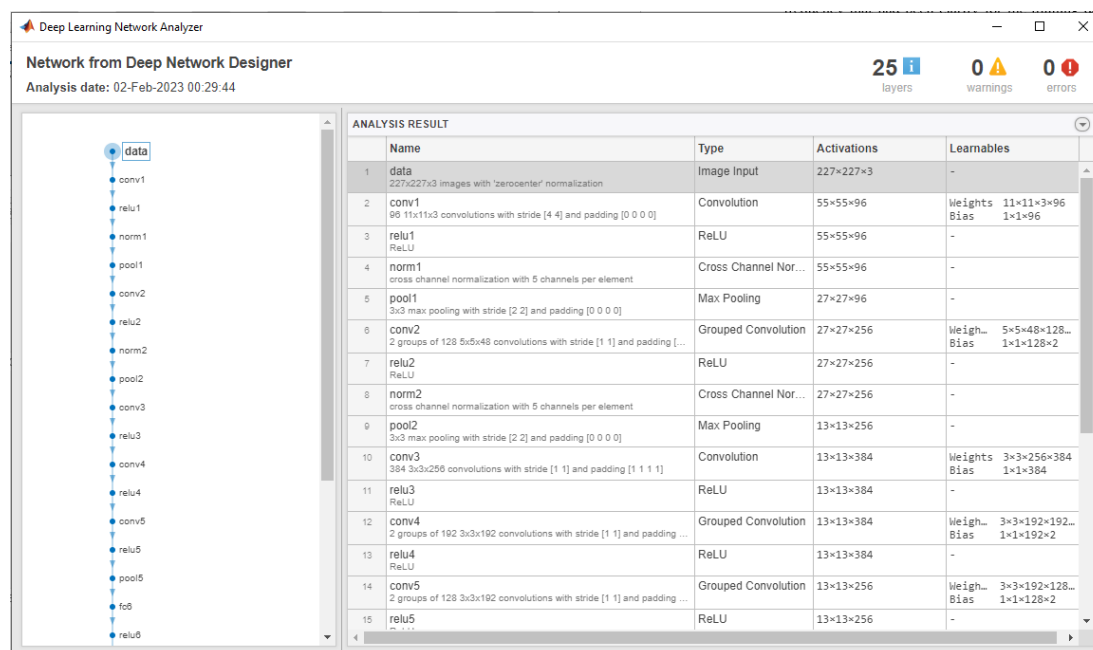 Deep Learning Network Analyzer
Network from Deep Network Designer
Analysis date: 02-Feb-2023 00:29:44
25 i
layers
0
warnings
0
errors
data
conv1
relu1
norm1
pool1
conv2
relu2
norm2
pool2
conv3
relu3
conv4
relu4
conv5
relu5
pool5
fc6
relu6
ANALYSIS RESULT
Name Type Activations Learnables
1 data Image Input 227×227×3 -
227x227x3 images with 'zerocenter' normalization
2 conv1 Convolution 55×55×96 Weights 11×11×3×96
96 11x11x3 convolutions with stride [4 4] and padding [0 0 0 0] Bias 1×1×96
3 relu1 ReLU 55×55×96 -
ReLU
4 norm1 Cross Channel Nor... 55×55×96 -
cross channel normalization with 5 channels per element
5 pool1 Max Pooling 27×27×96 -
3x3 max pooling with stride [2 2] and padding [0 0 0 0]
6 conv2 Grouped Convolution 27×27×256 Weigh… 5×5×48×128…
2 groups of 128 5x5x48 convolutions with stride [1 1] and padding [... Bias 1×1×128×2
7 relu2 ReLU 27×27×256 -
ReLU
8 norm2 Cross Channel Nor... 27×27×256 -
cross channel normalization with 5 channels per element
9 pool2 Max Pooling 13×13×256 -
3x3 max pooling with stride [2 2] and padding [0 0 0 0]
10 conv3 Convolution 13×13×384 Weights 3×3×256×384
384 3x3x256 convolutions with stride [1 1] and padding [1 1 1 1] Bias 1×1×384
11 relu3 ReLU 13×13×384 -
ReLU
12 conv4 Grouped Convolution 13×13×384 Weigh… 3×3×192×192…
2 groups of 192 3x3x192 convolutions with stride [1 1] and padding ... Bias 1×1×192×2
13 relu4 ReLU 13×13×384 -
ReLU
14 conv5 Grouped Convolution 13×13×256 Weigh… 3×3×192×128…
2 groups of 128 3x3x192 convolutions with stride [1 1] and padding ... Bias 1×1×128×2
15 relu5 ReLU 13×13×256 -